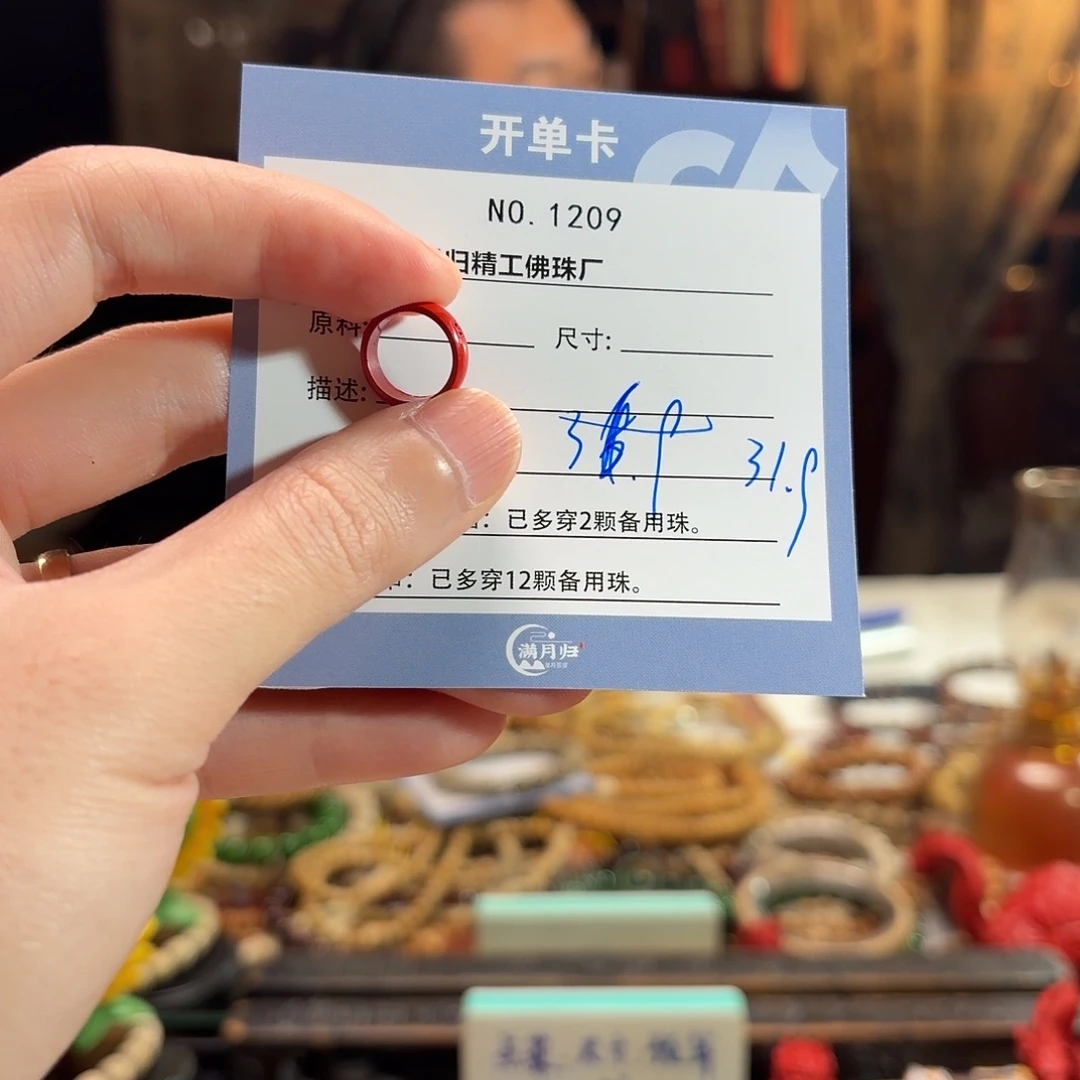 开单卡
NO. 1209
归精工佛珠厂
原料: 尺寸:
描述:
31.9
: 已多穿2颗备用珠。
: 已多穿12颗备用珠。
满月归